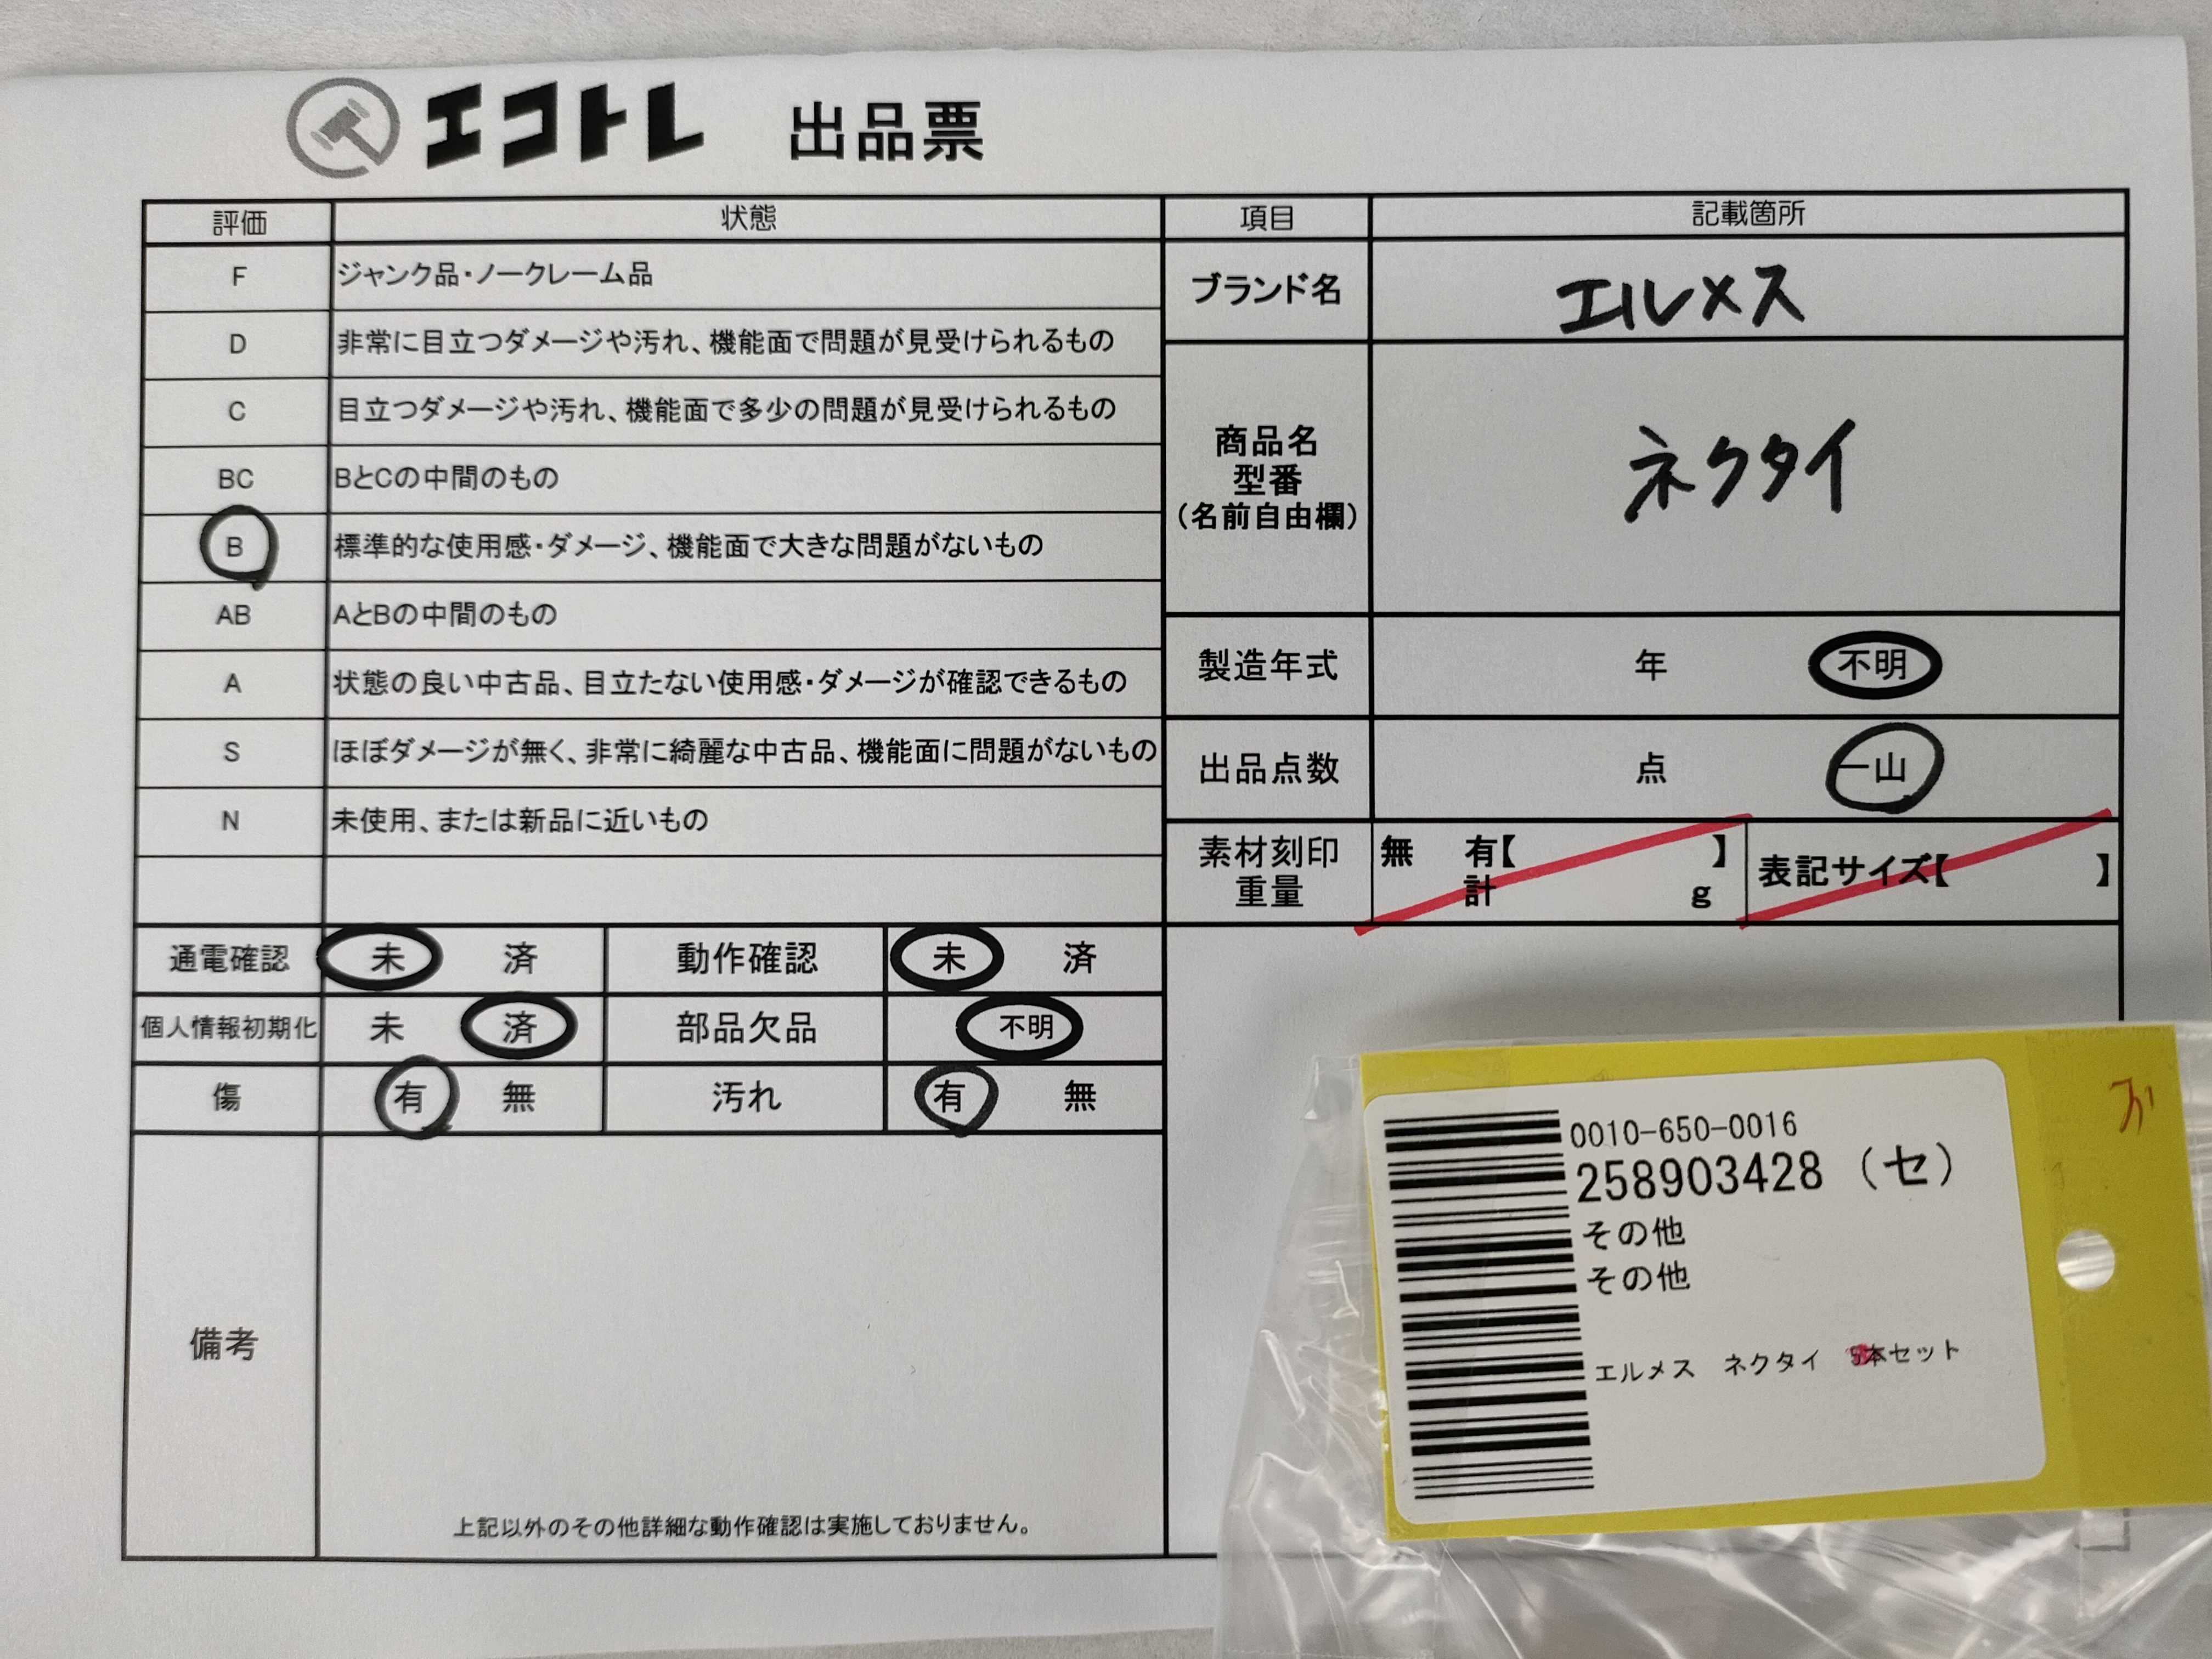 エコトレ 出品票
評価 状態
F ジャンク品・ノークレーム品
D 非常に目立つダメージや汚れ、機能面で問題が見受けられるもの
C 目立つダメージや汚れ、機能面で多少の問題が見受けられるもの
BC BとCの中間のもの
B 標準的な使用感・ダメージ、機能面で大きな問題がないもの
AB AとBの中間のもの
A 状態の良い中古品、目立たない使用感・ダメージが確認できるもの
S ほぼダメージが無く、非常に綺麗な中古品、機能面に問題がないもの
N 未使用、または新品に近いもの
通電確認 未 済 動作確認 未 済
個人情報初期化 未 済 部品欠品 不明
傷 有 無 汚れ 有 無
備考
上記以外のその他詳細な動作確認は実施しておりません。
項目 記載箇所
ブランド名 エルメス
商品名
型番
(名前自由欄)
ネクタイ
製造年式 年 不明
出品点数 点 一山
素材刻印 無 有【 】
重量 計 g
表記サイズ【 】
0010-650-0016
258903428 (セ)
その他
その他
エルメス ネクタイ 本セット